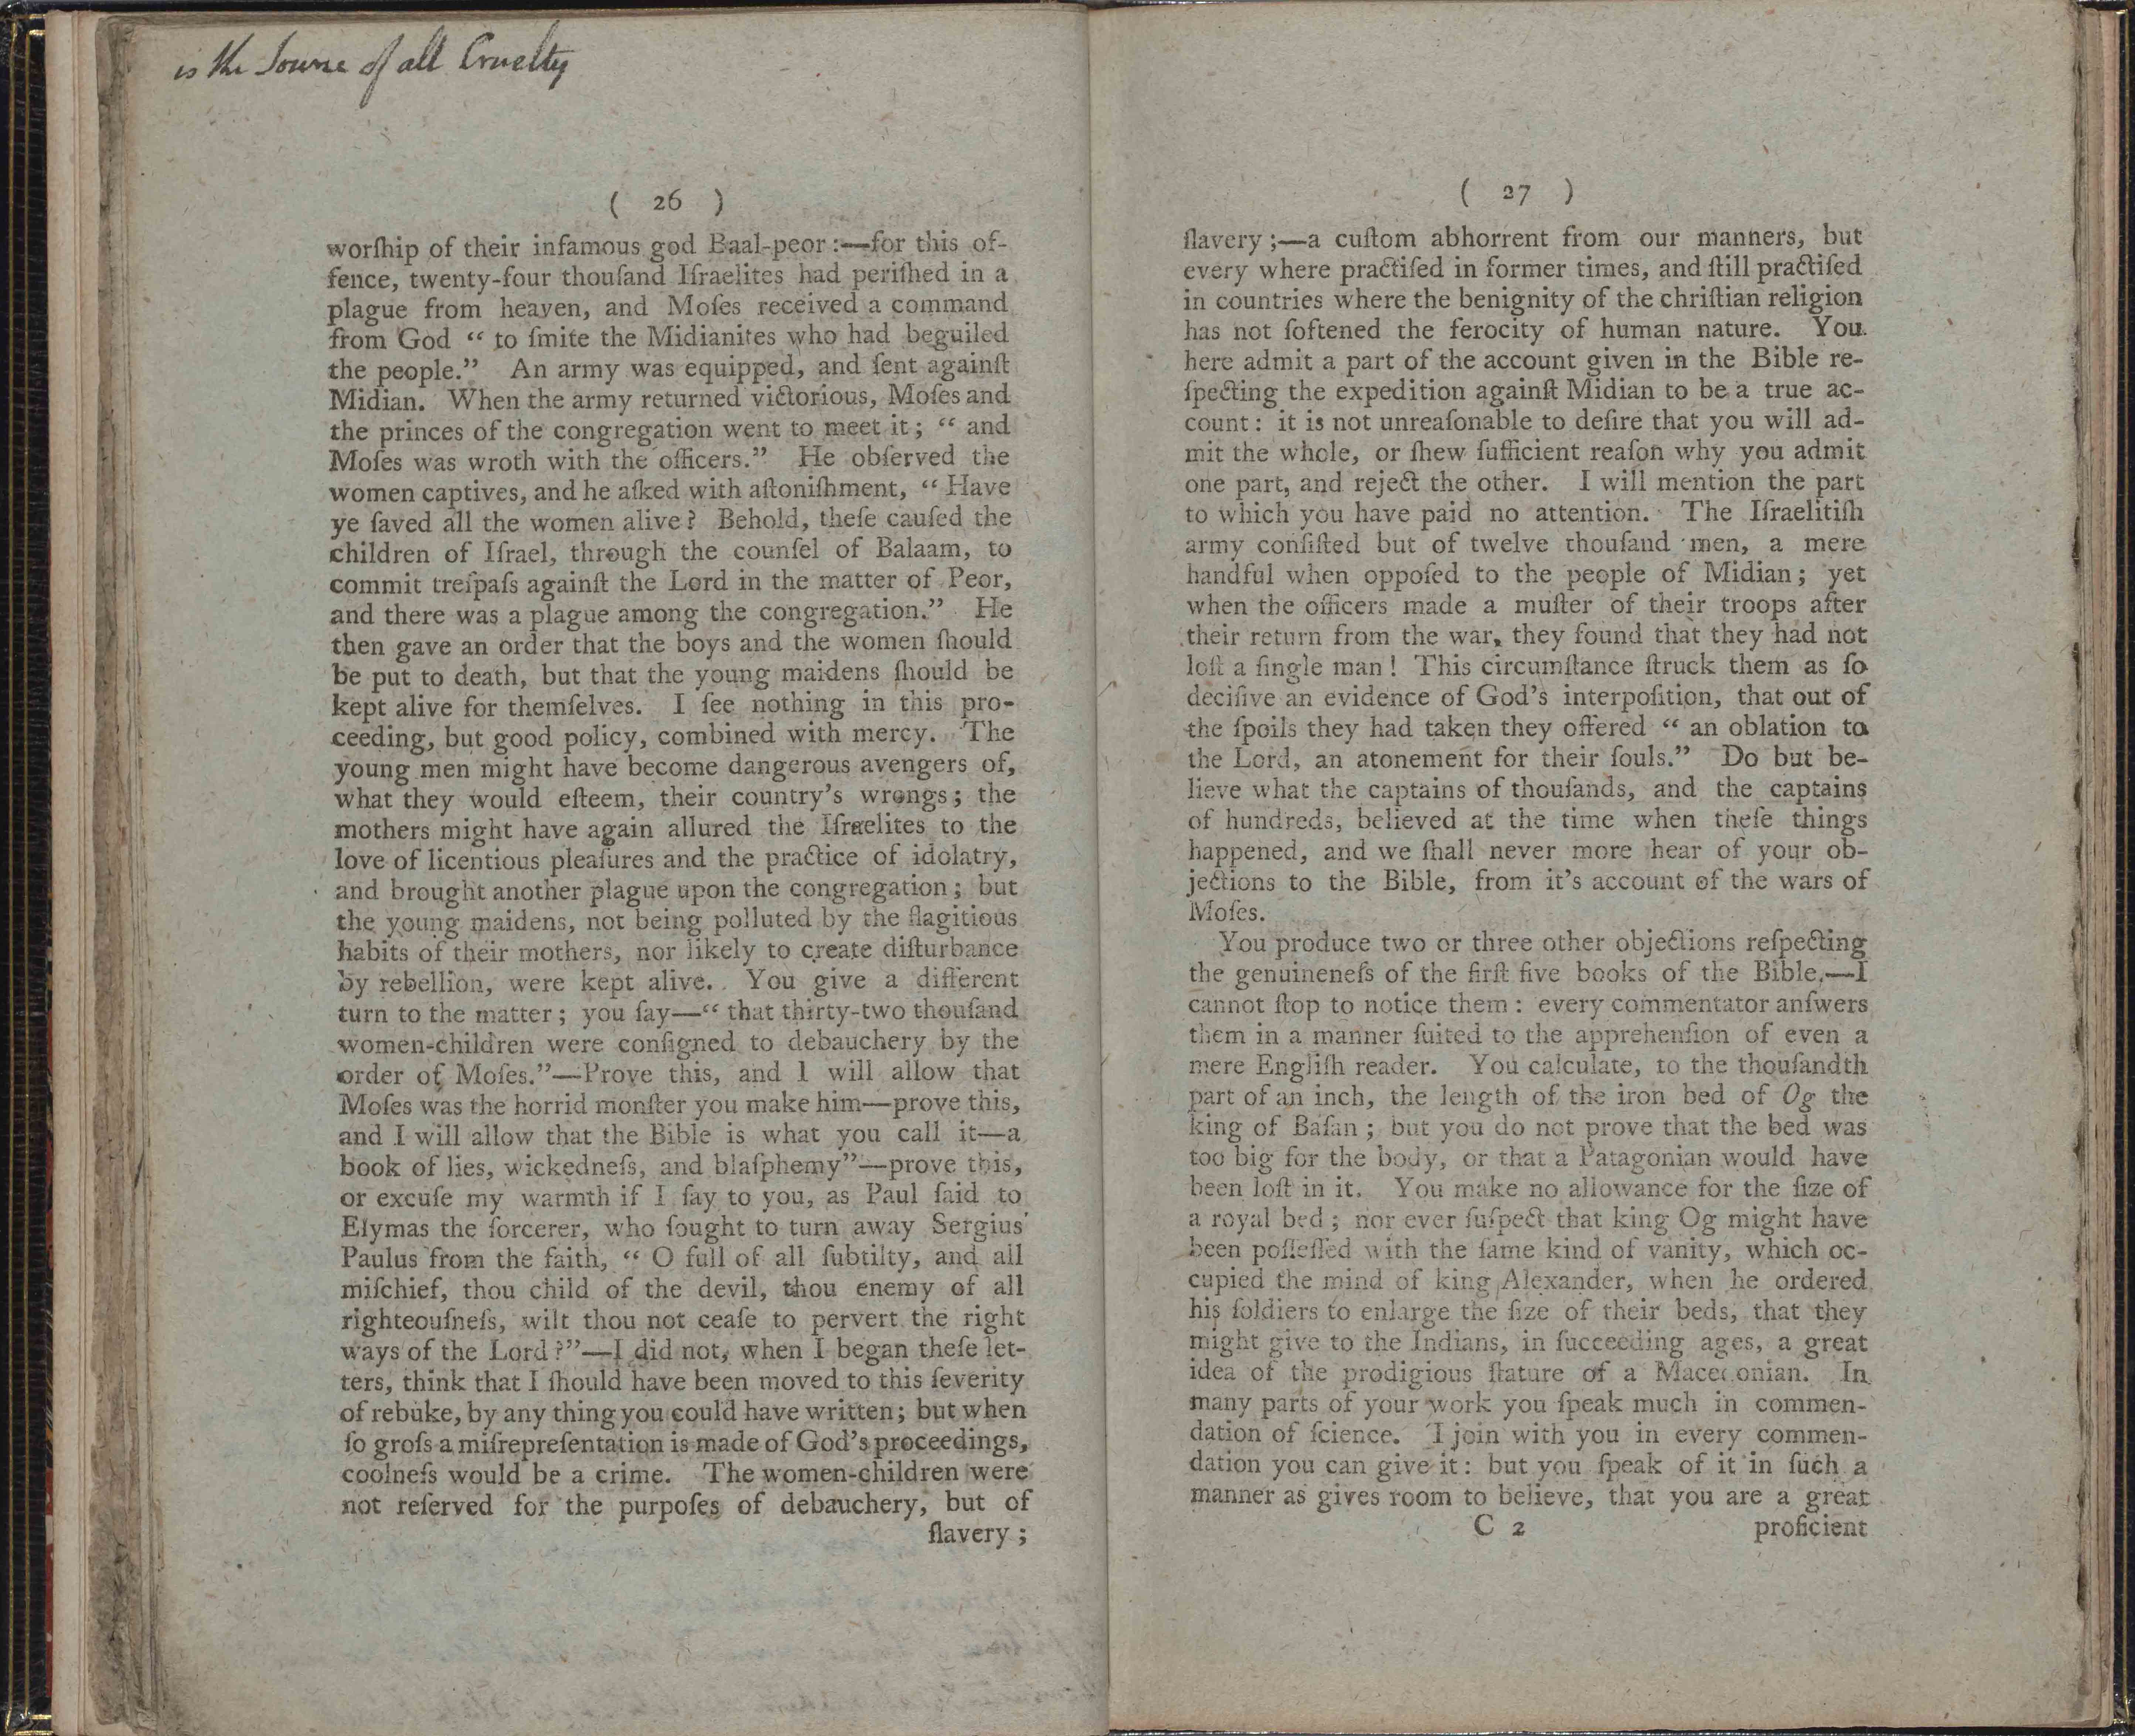 is the Source of all Cruelty
( 26 )
worſhip of their infamous god Baal-peor :—for this of-
fence, twenty-four thouſand Iſraelites had periſhed in a
plague from heaven, and Moſes received a command
from God “ to ſmite the Midianites who had beguiled
the people.” An army was equipped, and ſent againſt
Midian. When the army returned victorious, Moſes and
the princes of the congregation went to meet it ; “ and
Moſes was wroth with the officers.” He obſerved the
women captives, and he aſked with aſtoniſhment, “ Have
ye ſaved all the women alive ? Behold, theſe cauſed the
children of Iſrael, through the counſel of Balaam, to
commit treſpaſs againſt the Lord in the matter of Peor,
and there was a plague among the congregation.” He
then gave an order that the boys and the women ſhould
be put to death, but that the young maidens ſhould be
kept alive for themſelves. I ſee nothing in this pro-
ceeding, but good policy, combined with mercy. The
young men might have become dangerous avengers of,
what they would eſteem, their country’s wrongs ; the
mothers might have again allured the Iſraelites to the
love of licentious pleaſures and the practice of idolatry,
and brought another plague upon the congregation ; but
the young maidens, not being polluted by the flagitious
habits of their mothers, nor likely to create diſturbance
by rebellion, were kept alive. You give a different
turn to the matter ; you ſay—“ that thirty-two thouſand
women-children were conſigned to debauchery by the
order of Moſes.”—Prove this, and I will allow that
Moſes was the horrid monſter you make him—prove this,
and I will allow that the Bible is what you call it—a
book of lies, wickedneſs, and blaſphemy”—prove this,
or excuſe my warmth if I ſay to you, as Paul ſaid to
Elymas the ſorcerer, who ſought to turn away Sergius
Paulus from the faith, “ O full of all ſubtilty, and all
miſchief, thou child of the devil, thou enemy of all
righteouſneſs, wilt thou not ceaſe to pervert the right
ways of the Lord ?”—I did not, when I began theſe let-
ters, think that I ſhould have been moved to this ſeverity
of rebuke, by any thing you could have written ; but when
ſo groſs a miſrepreſentation is made of God’s proceedings,
coolneſs would be a crime. The women-children were
not reſerved for the purpoſes of debauchery, but of
ſlavery ;
( 27 )
ſlavery ;—a cuſtom abhorrent from our manners, but
every where practiſed in former times, and ſtill practiſed
in countries where the benignity of the chriſtian religion
has not ſoftened the ferocity of human nature. You
here admit a part of the account given in the Bible re-
ſpecting the expedition againſt Midian to be a true ac-
count : it is not unreaſonable to deſire that you will ad-
mit the whole, or ſhew ſufficient reaſon why you admit
one part, and reject the other. I will mention the part
to which you have paid no attention. The Iſraelitiſh
army conſiſted but of twelve thouſand men, a mere
handful when oppoſed to the people of Midian ; yet
when the officers made a muſter of their troops after
their return from the war, they found that they had not
loſt a ſingle man ! This circumſtance ſtruck them as ſo
deciſive an evidence of God’s interpoſition, that out of
the ſpoils they had taken they offered “ an oblation to
the Lord, an atonement for their ſouls.” Do but be-
lieve what the captains of thouſands, and the captains
of hundreds, believed at the time when theſe things
happened, and we ſhall never more hear of your ob-
jections to the Bible, from it’s account of the wars of
Moſes.
You produce two or three other objections reſpecting
the genuineneſs of the firſt five books of the Bible.—I
cannot ſtop to notice them : every commentator anſwers
them in a manner ſuited to the apprehenſion of even a
mere Engliſh reader. You calculate, to the thouſandth
part of an inch, the length of the iron bed of Og the
king of Baſan ; but you do not prove that the bed was
too big for the body, or that a Patagonian would have
been loſt in it. You make no allowance for the ſize of
a royal bed ; nor ever ſuſpect that king Og might have
been poſſeſſed with the ſame kind of vanity, which oc-
cupied the mind of king Alexander, when he ordered
his ſoldiers to enlarge the ſize of their beds, that they
might give to the Indians, in ſucceeding ages, a great
idea of the prodigious ſtature of a Macedonian. In
many parts of your work you ſpeak much in commen-
dation of ſcience. I join with you in every commen-
dation you can give it : but you ſpeak of it in ſuch a
manner as gives room to believe, that you are a great
C 2 proficient